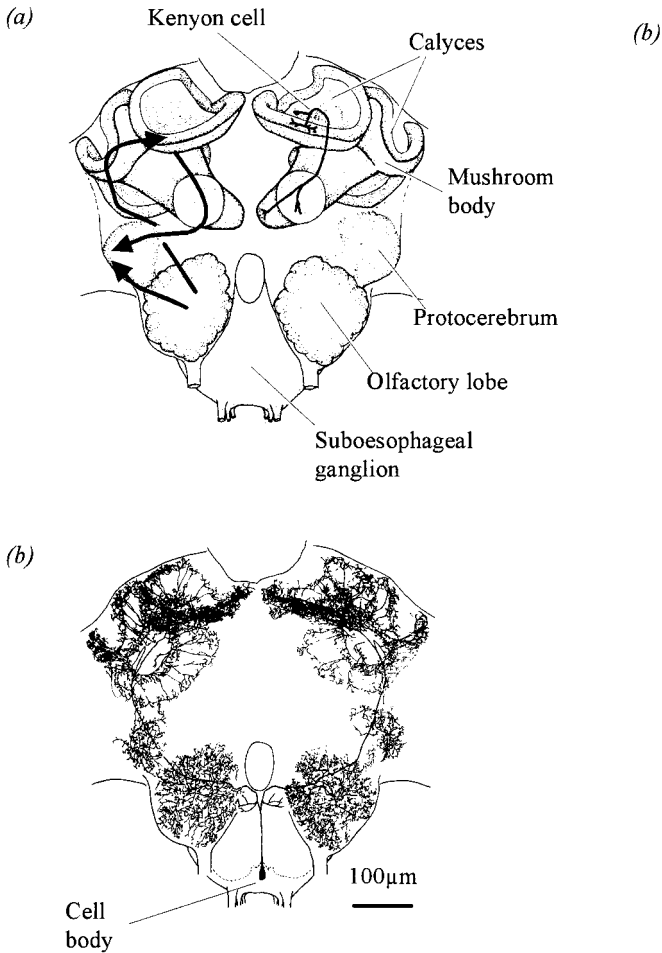 (a)
Kenyon cell
(b)
Calyces
Mushroom
body
Protocerebrum
Olfactory lobe
Suboesophageal
ganglion
(b)
100µm
Cell
body